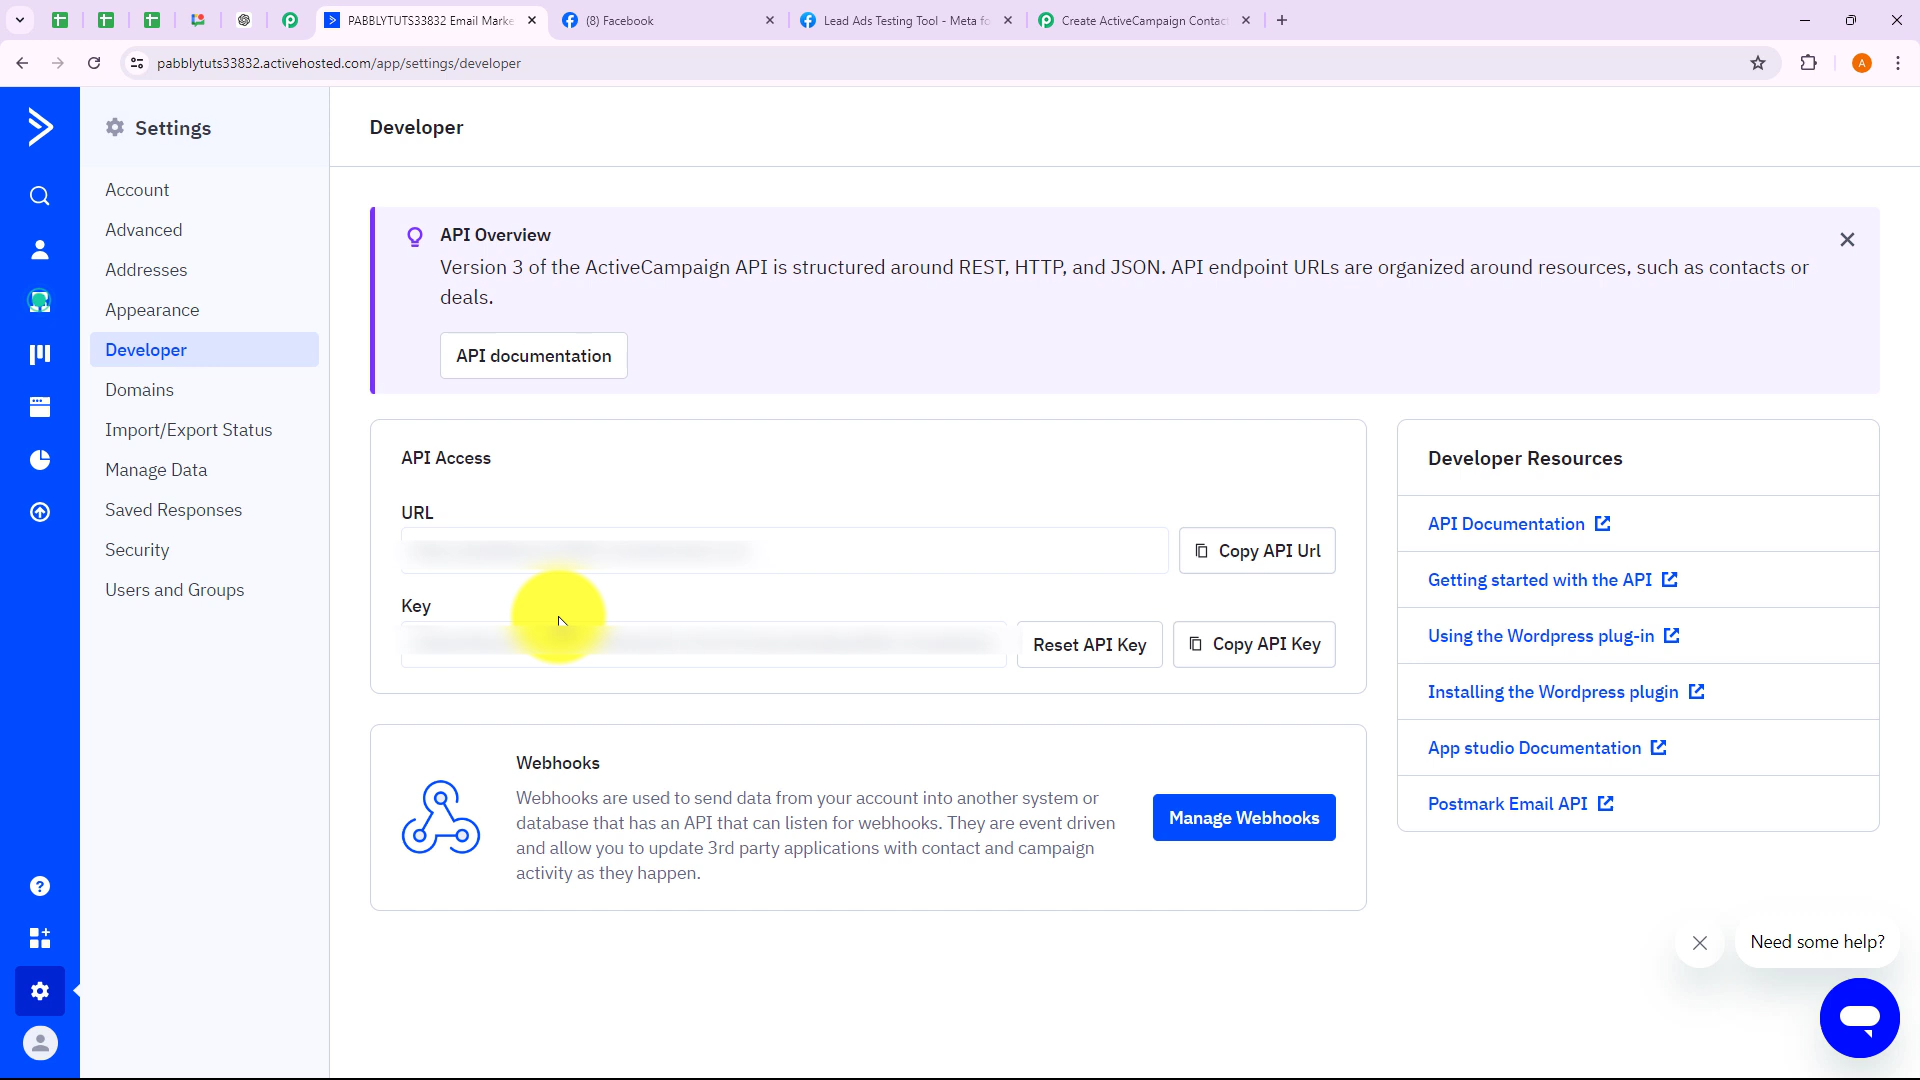 PABBLYTUTS33832 Email Marke
(8) Facebook
Lead Ads Testing Tool - Meta fo
Create ActiveCampaign Contac
pabblytuts33832.activehosted.com/app/settings/developer
A
Settings
Account
Advanced
Addresses
Appearance
Developer
Domains
Import/Export Status
Manage Data
Saved Responses
Security
Users and Groups
Developer
API Overview
Version 3 of the ActiveCampaign API is structured around REST, HTTP, and JSON. API endpoint URLs are organized around resources, such as contacts or
deals.
API documentation
API Access
URL
Copy API Url
Key
Reset API Key
Copy API Key
Webhooks
Webhooks are used to send data from your account into another system or
database that has an API that can listen for webhooks. They are event driven
and allow you to update 3rd party applications with contact and campaign
activity as they happen.
Manage Webhooks
Developer Resources
API Documentation
Getting started with the API
Using the Wordpress plug-in
Installing the Wordpress plugin
App studio Documentation
Postmark Email API
Need some help?